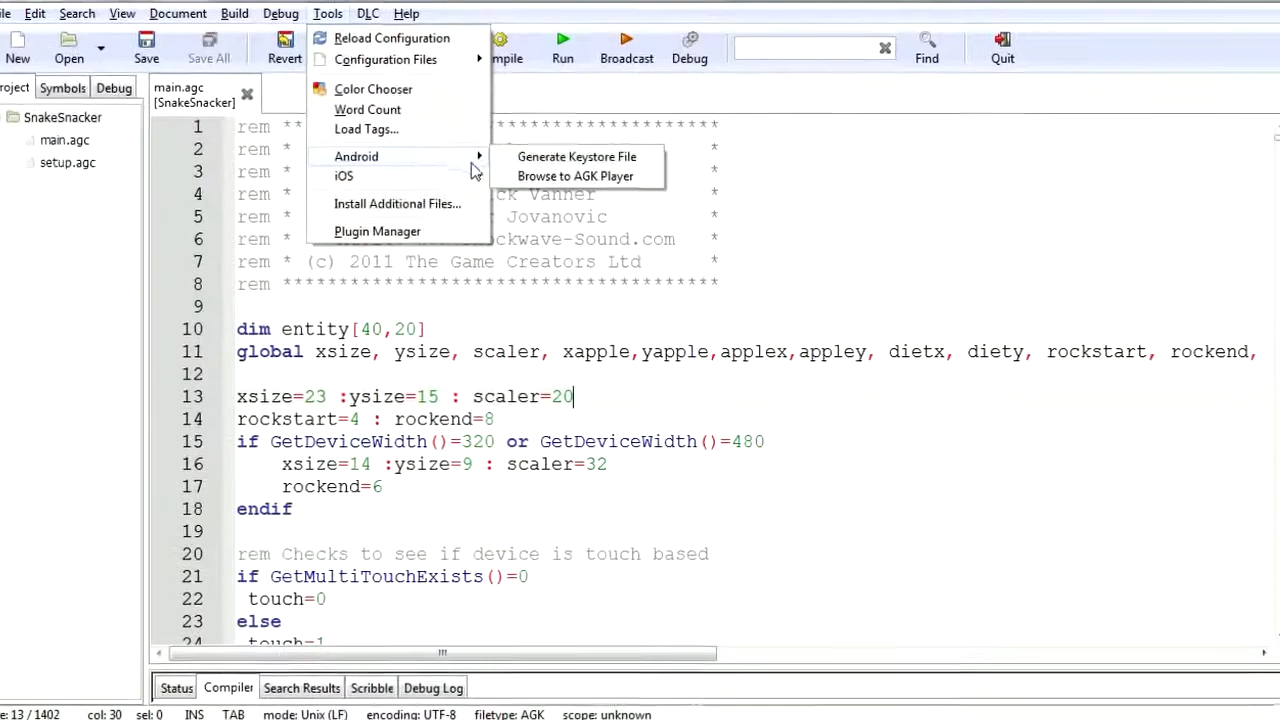 ile Edit Search View Document Build Debug Tools DLC Help
New Open Save Save All Revert mpile Run Broadcast Debug Find Quit
Reload Configuration
Configuration Files
Color Chooser
Word Count
Load Tags...
Android
iOS
Install Additional Files...
Plugin Manager
Generate Keystore File
Browse to AGK Player
roject Symbols Debug
SnakeSnacker
main.agc
setup.agc
main.agc
[SnakeSnacker]
1 rem ** *********************
2 rem * *
3 rem * *
4 rem * ck Vanner *
5 rem * Jovanovic *
6 rem * ockwave-Sound.com *
7 rem * (c) 2011 The Game Creators Ltd *
8 rem ***************************************
9
10 dim entity[40,20]
11 global xsize, ysize, scaler, xapple,yapple,applex,appley, dietx, diety, rockstart, rockend,
12
13 xsize=23 :ysize=15 : scaler=20
14 rockstart=4 : rockend=8
15 if GetDeviceWidth()=320 or GetDeviceWidth()=480
16 xsize=14 :ysize=9 : scaler=32
17 rockend=6
18 endif
19
20 rem Checks to see if device is touch based
21 if GetMultiTouchExists()=0
22 touch=0
23 else
24 touch=1
Status Compiler Search Results Scribble Debug Log
e: 13 / 1402 col: 30 sel: 0 INS TAB mode: Unix (LF) encoding: UTF-8 filetype: AGK scope: unknown